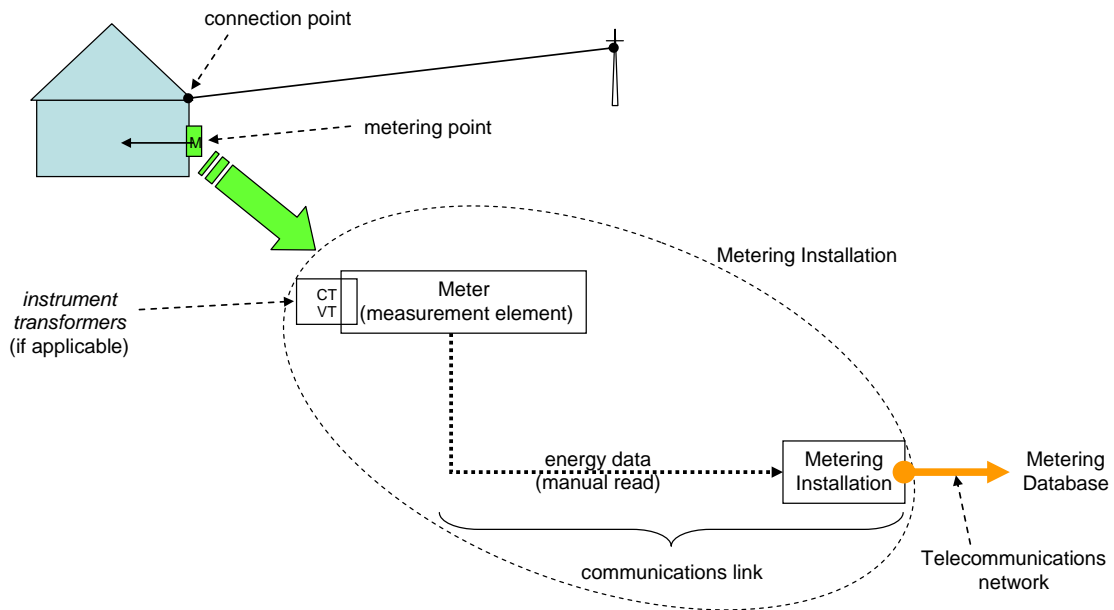 connection point
metering point
M
Metering Installation
instrument
transformers
(if applicable)
CT
VT
Meter
(measurement element)
energy data
(manual read)
Metering
Installation
Metering
Database
communications link
Telecommunications
network